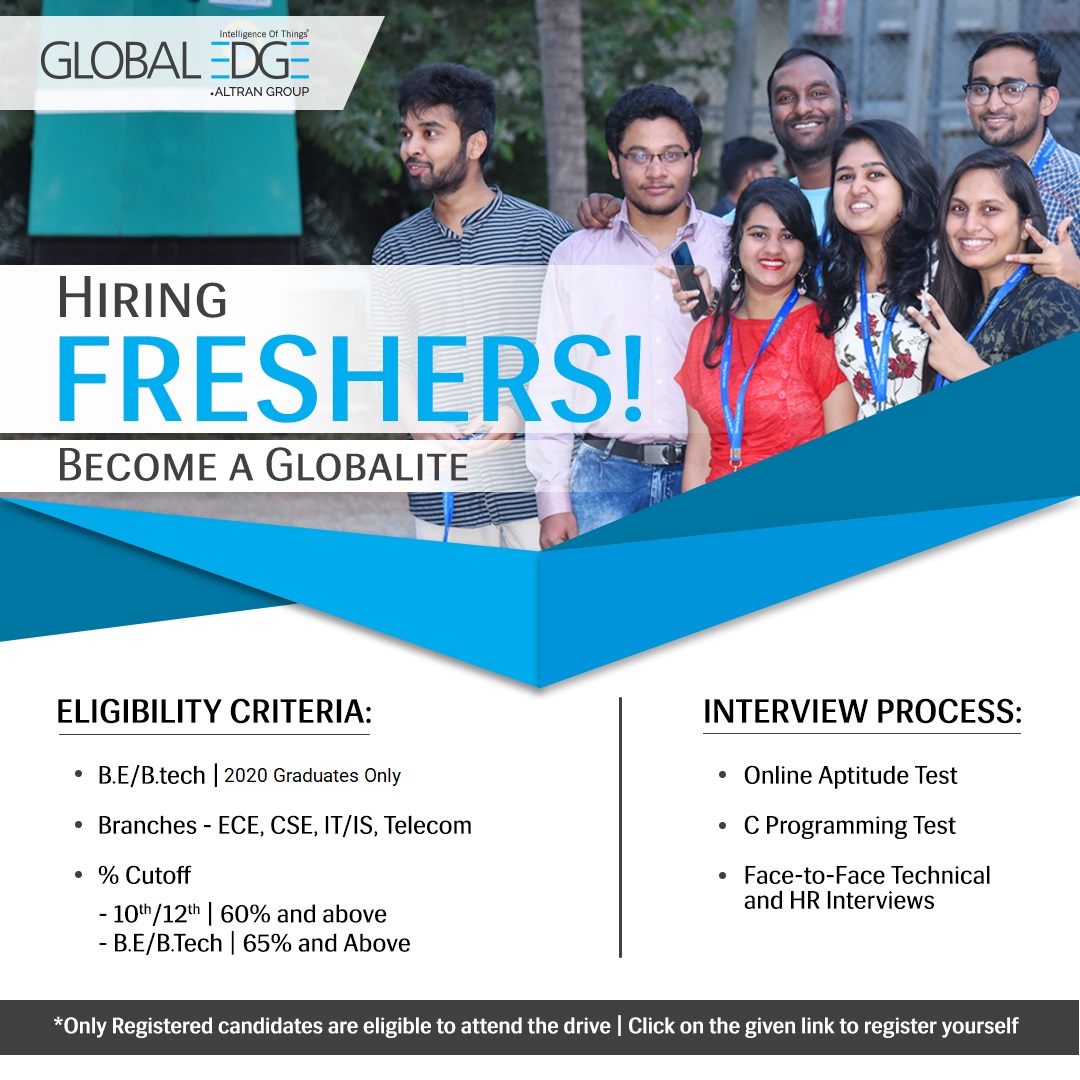 Intelligence Of Things®
GLOBAL EDGE
.ALTRAN GROUP
HIRING
FRESHERS!
BECOME A GLOBALITE
ELIGIBILITY CRITERIA:
• B.E/B.tech | 2020 Graduates Only
• Branches - ECE, CSE, IT/IS, Telecom
• % Cutoff
- 10th/12th | 60% and above
- B.E/B.Tech | 65% and Above
INTERVIEW PROCESS:
• Online Aptitude Test
• C Programming Test
• Face-to-Face Technical
and HR Interviews
*Only Registered candidates are eligible to attend the drive | Click on the given link to register yourself